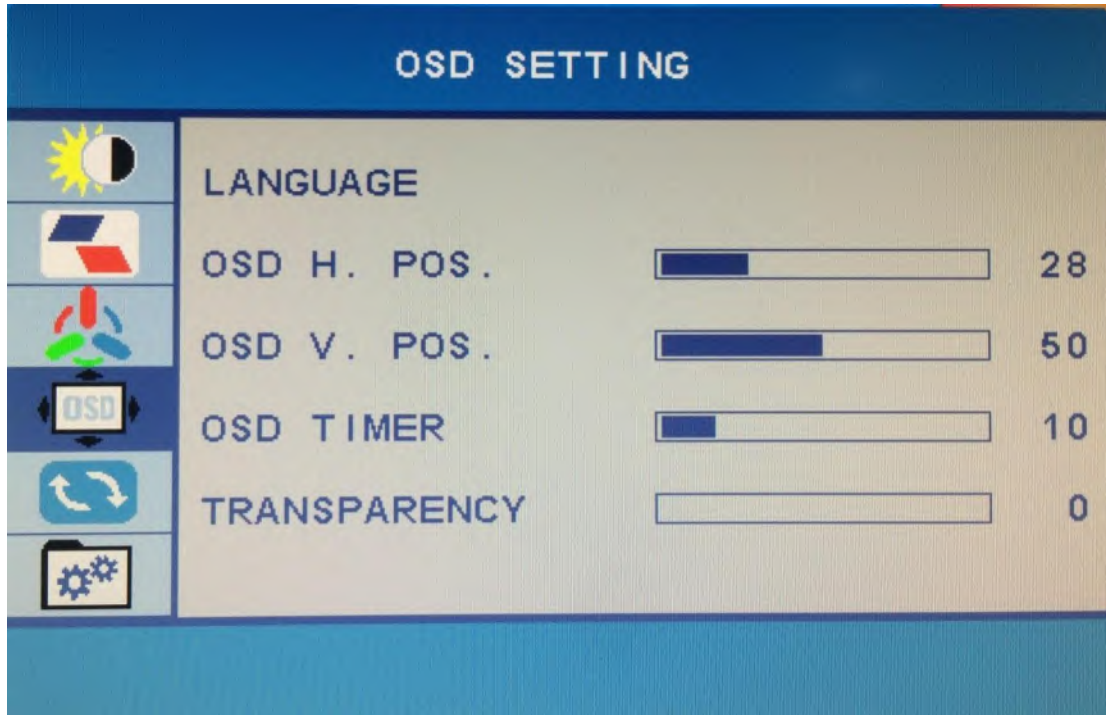 OSD SETTING
LANGUAGE
OSD H. POS. 28
OSD V. POS. 50
OSD
OSD TIMER 10
TRANSPARENCY 0